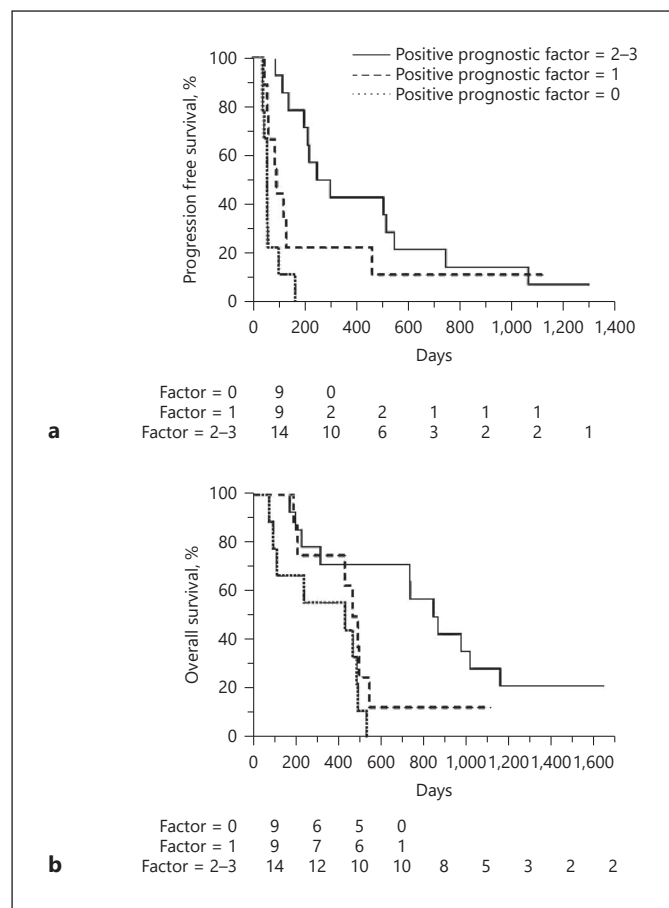 100
80
60
40
20
0
Progression free survival, %
Positive prognostic factor = 2–3
Positive prognostic factor = 1
Positive prognostic factor = 0
0 200 400 600 800 1,000 1,200 1,400
Days
Factor = 0 9 0
Factor = 1 9 2 2 1 1 1
Factor = 2–3 14 10 6 3 2 2 1
a
100
80
60
40
20
0
Overall survival, %
0 200 400 600 800 1,000 1,200 1,400 1,600
Days
Factor = 0 9 6 5 0
Factor = 1 9 7 6 1
Factor = 2–3 14 12 10 10 8 5 3 2 2
b